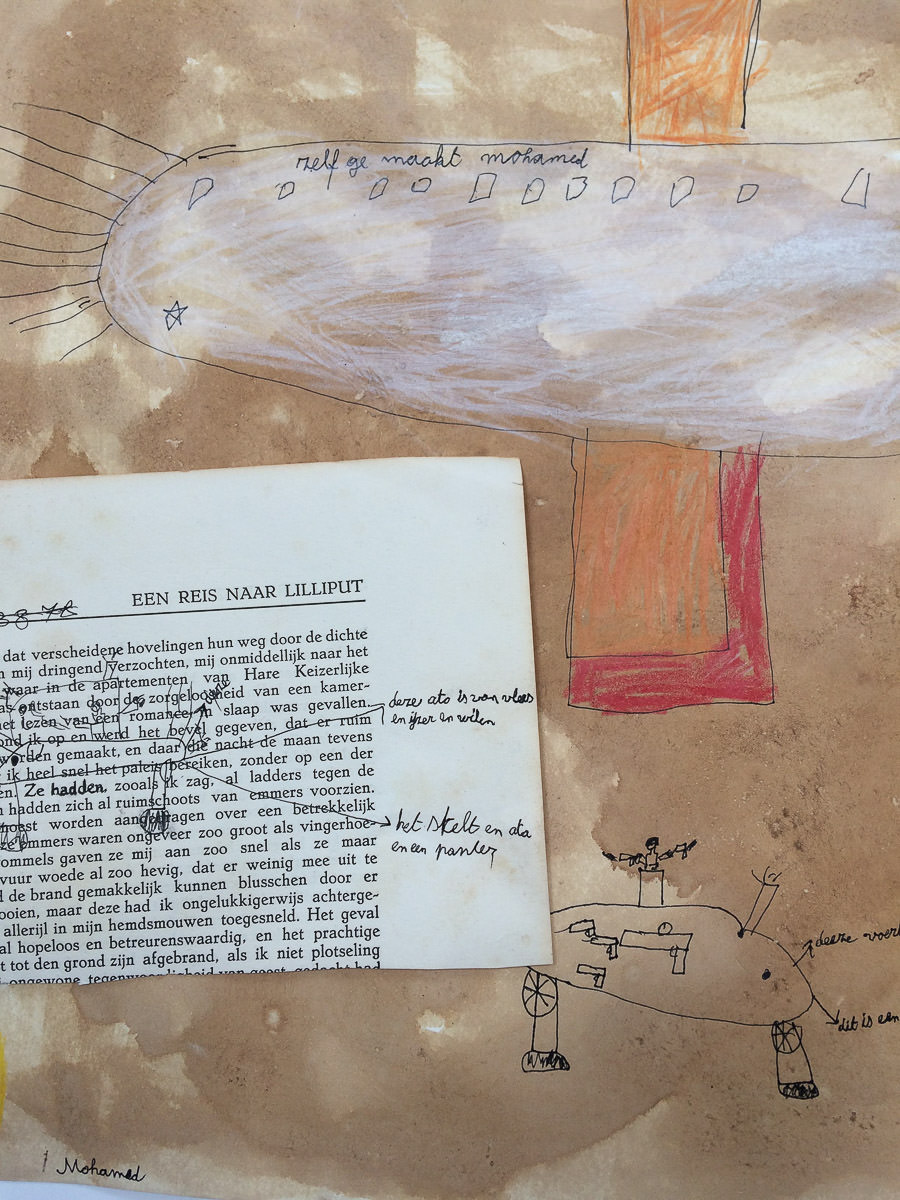 zelf ge maakt mohamed
EEN REIS NAAR LILLIPUT
dat verscheidene hovelingen hun weg door de dichte
mij dringend verzochten, mij onmiddellijk naar het
waar in de apartementen van Hare Keizerlijke
ontstaan door de zorgeloosheid van een kamer-
het lezen van een romance in slaap was gevallen.
ik op en werd het bevel gegeven, dat er ruim
worden gemaakt, en daar die nacht de maan tevens
ik heel snel het paleis bereiken, zonder op een der
Ze hadden, zooals ik zag, al ladders tegen de
hadden zich al ruimschoots van emmers voorzien.
moest worden aangedragen over een betrekkelijk
emmers waren ongeveer zoo groot als vingerhoe-
gaven ze mij aan zoo snel als ze maar
vuur woede al zoo hevig, dat er weinig mee uit te
de brand gemakkelijk kunnen blusschen door er
maar deze had ik ongelukkigerwijs achterge-
allerijl in mijn hemdsmouwen toegesneld. Het geval
hopeloos en betreurenswaardig, en het prachtige
tot den grond zijn afgebrand, als ik niet plotseling
ongewone tegenwoordigheid van geest, gedacht had
deze ato is van vlees
en ijzer en wilen
het skelt en ata
en een panter
deeze
dit is een
Mohamed